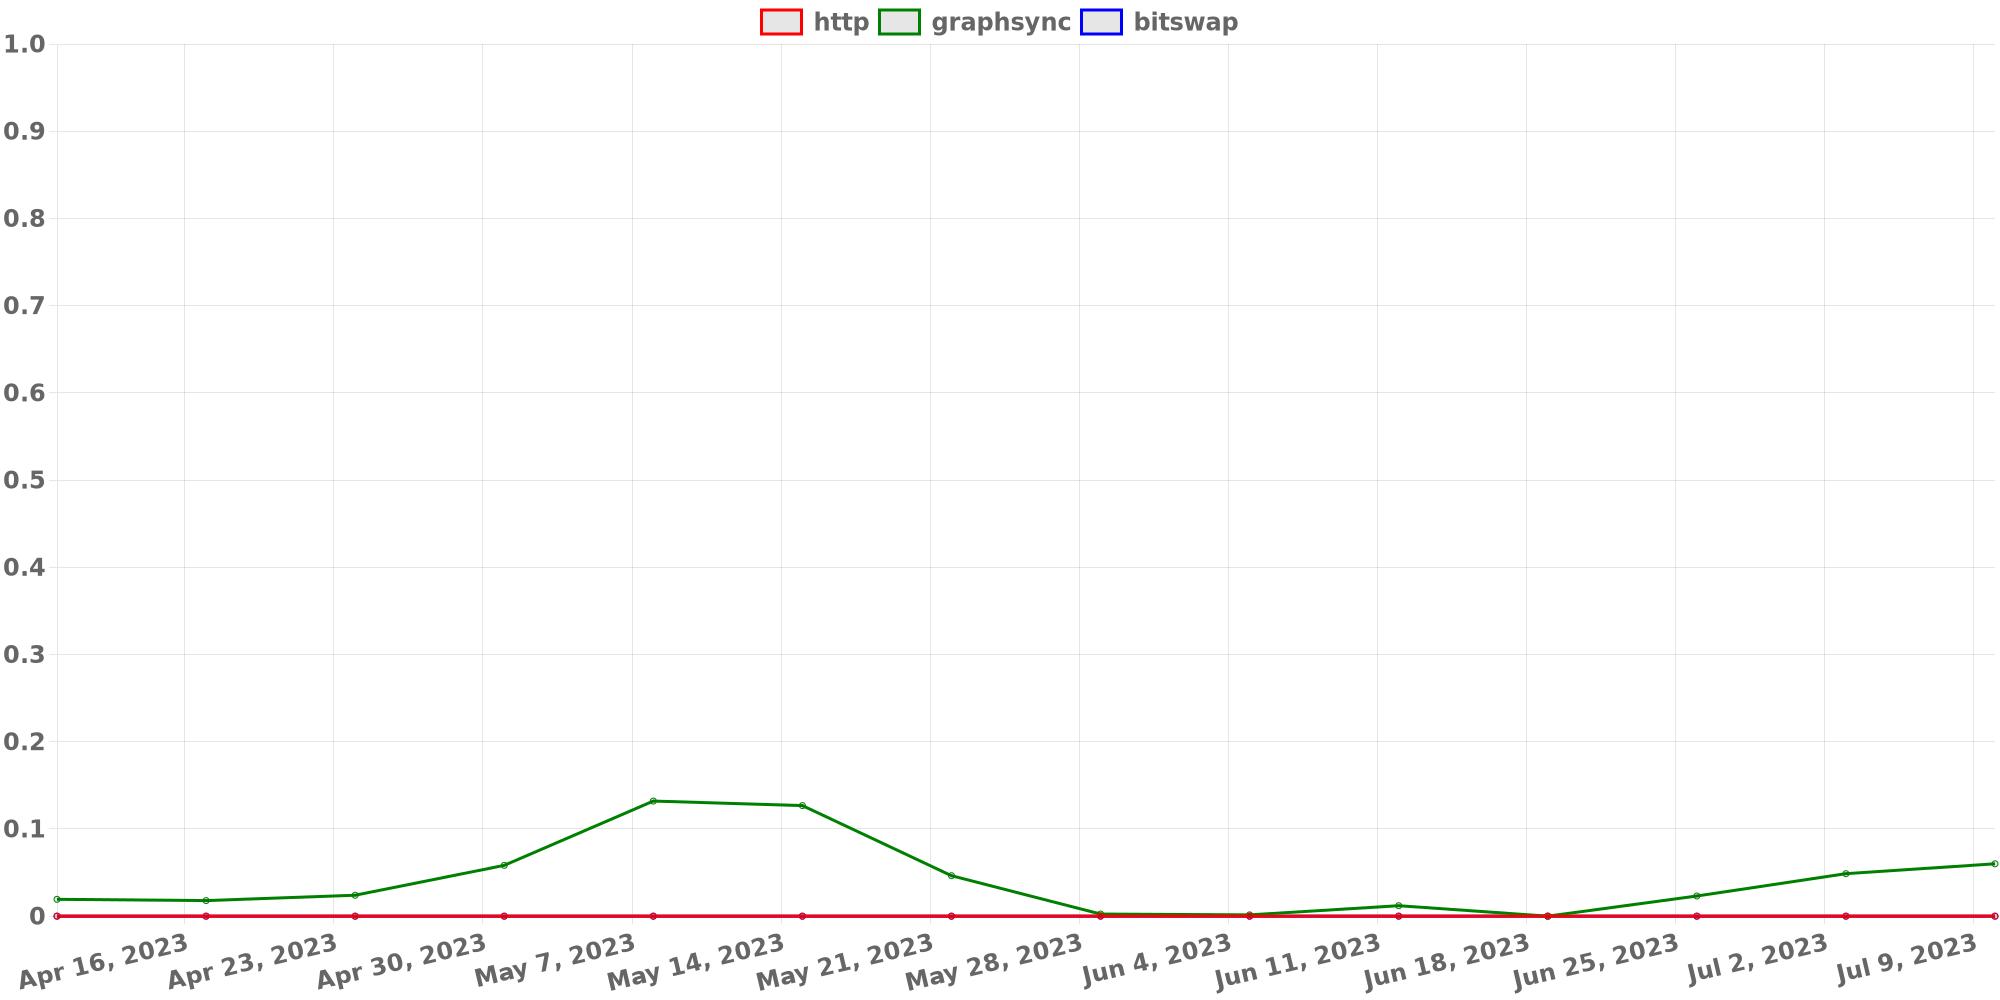 http graphsync bitswap
1.0
0.9
0.8
0.7
0.6
0.5
0.4
0.3
0.2
0.1
0
Apr 16, 2023
Apr 23, 2023
Apr 30, 2023
May 7, 2023
May 14, 2023
May 21, 2023
May 28, 2023
Jun 4, 2023
Jun 11, 2023
Jun 18, 2023
Jun 25, 2023
Jul 2, 2023
Jul 9, 2023